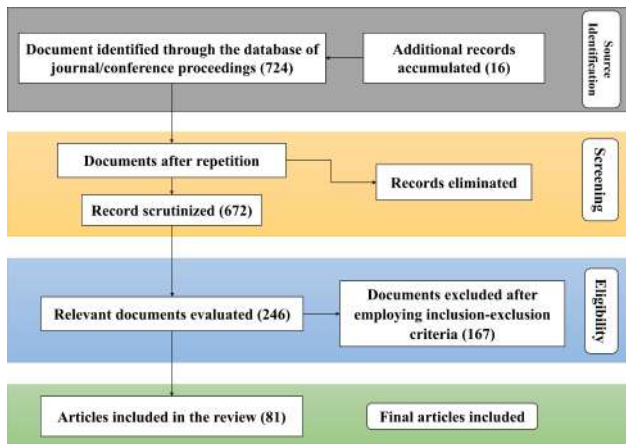 Document identified through the database of
journal/conference proceedings (724)
Additional records
accumulated (16)
Source
Identification
Documents after repetition
Records eliminated
Record scrutinized (672)
Screening
Relevant documents evaluated (246)
Documents excluded after
employing inclusion-exclusion
criteria (167)
Eligibility
Articles included in the review (81)
Final articles included